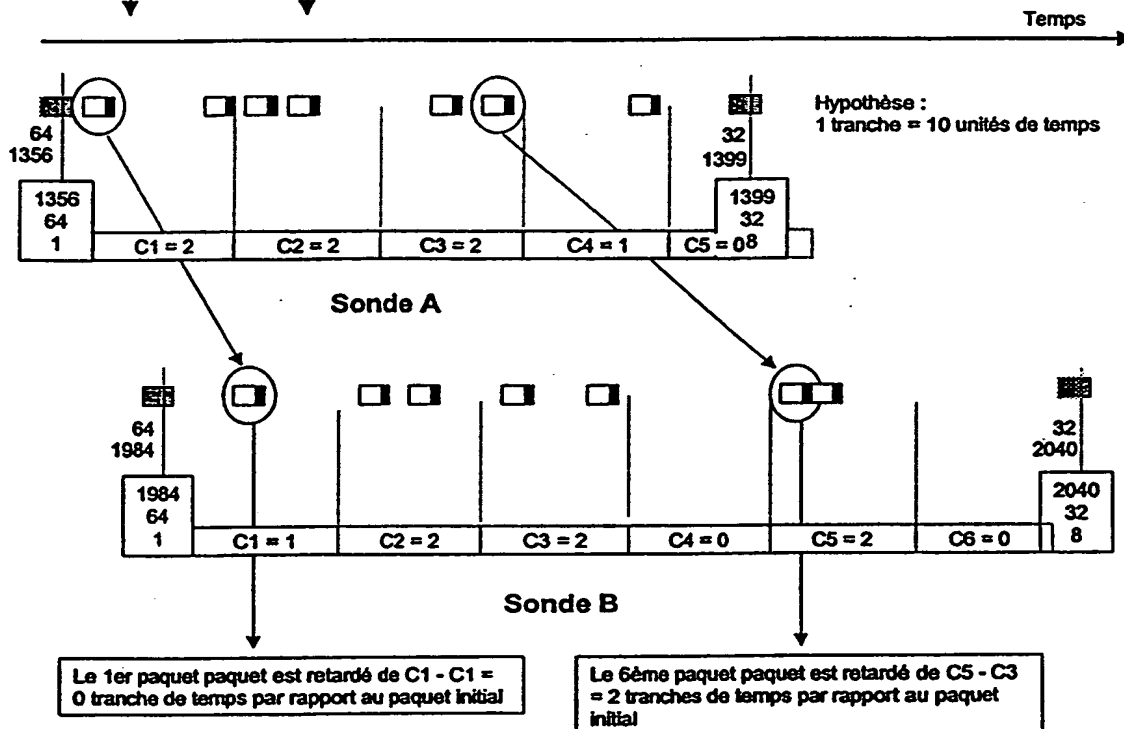 Temps
Hypothèse :
1 tranche = 10 unités de temps
64
1356
32
1399
1356
64
1
1399
32
8
C1 = 2
C2 = 2
C3 = 2
C4 = 1
C5 = 0
Sonde A
64
1984
32
2040
1984
64
1
2040
32
8
C1 = 1
C2 = 2
C3 = 2
C4 = 0
C5 = 2
C6 = 0
Sonde B
Le 1er paquet paquet est retardé de C1 - C1 =
0 tranche de temps par rapport au paquet initial
Le 6ème paquet paquet est retardé de C5 - C3
= 2 tranches de temps par rapport au paquet
initial